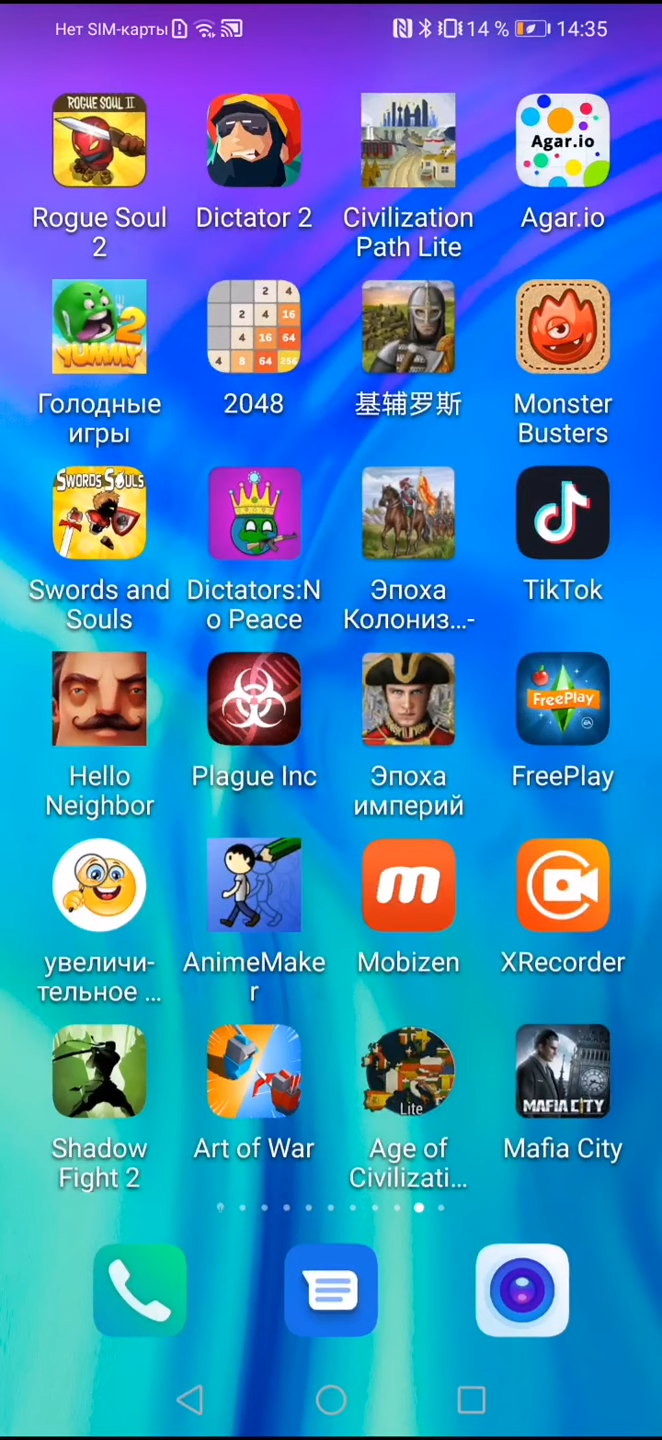 Нет SIM-карты 14 % 14:35
ROGUE SOUL II
Agar.io
Rogue Soul
2
Dictator 2
Civilization
Path Lite
Agar.io
2
YUMMY
2 4
2 4 16
4 16 64
4 8 64 256
Голодные
игры
2048
基辅罗斯
Monster
Busters
SWORDS SOULS
Swords and
Souls
Dictators:N
o Peace
Эпоха
Колониз...-
TikTok
FreePlay
EA
Hello
Neighbor
Plague Inc
Эпоха
империй
FreePlay
m
увеличи-
тельное ...
AnimeMake
r
Mobizen
XRecorder
Lite
MAFIA CITY
Shadow
Fight 2
Art of War
Age of
Civilizati...
Mafia City